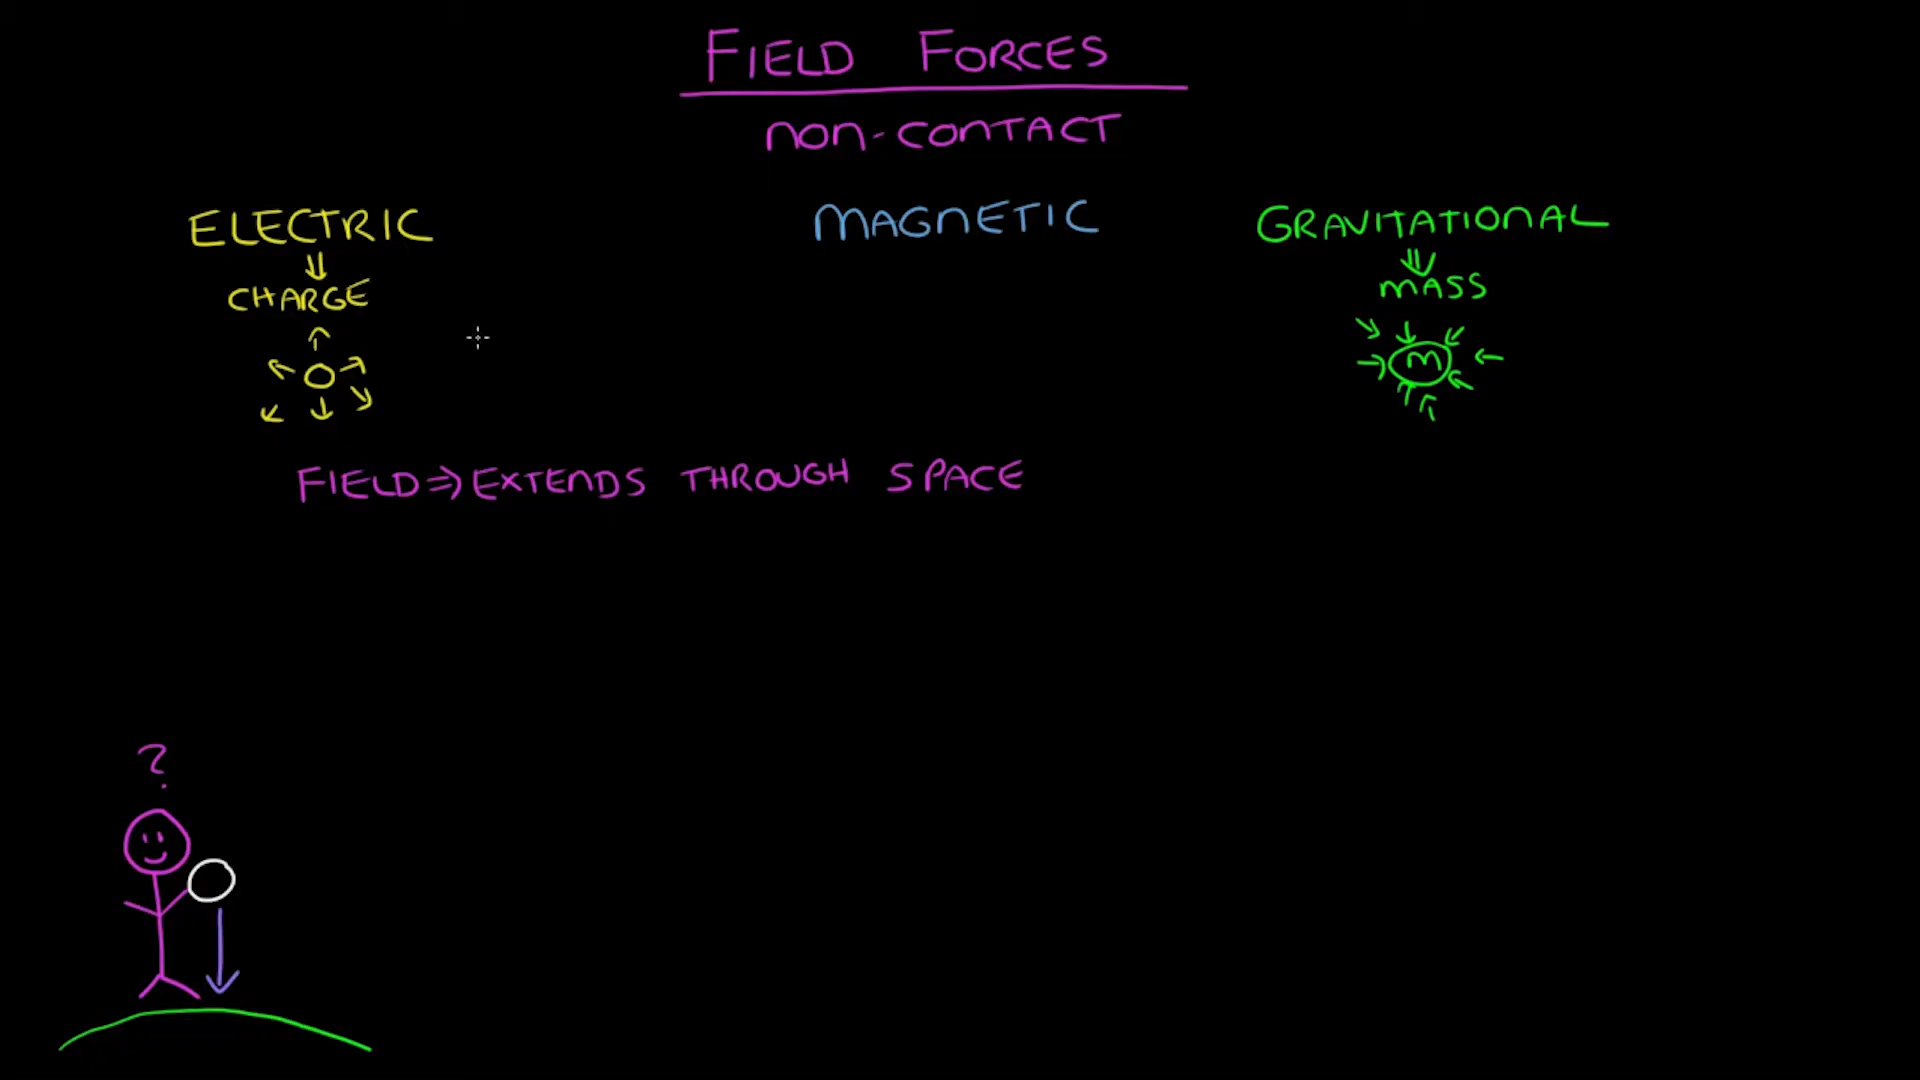 FIELD FORCES
non-contact
ELECTRIC MAGNETIC GRAVITATIONAL
⇓ ⇓
CHARGE MASS
m
FIELD ⇒ EXTENDS THROUGH SPACE
?